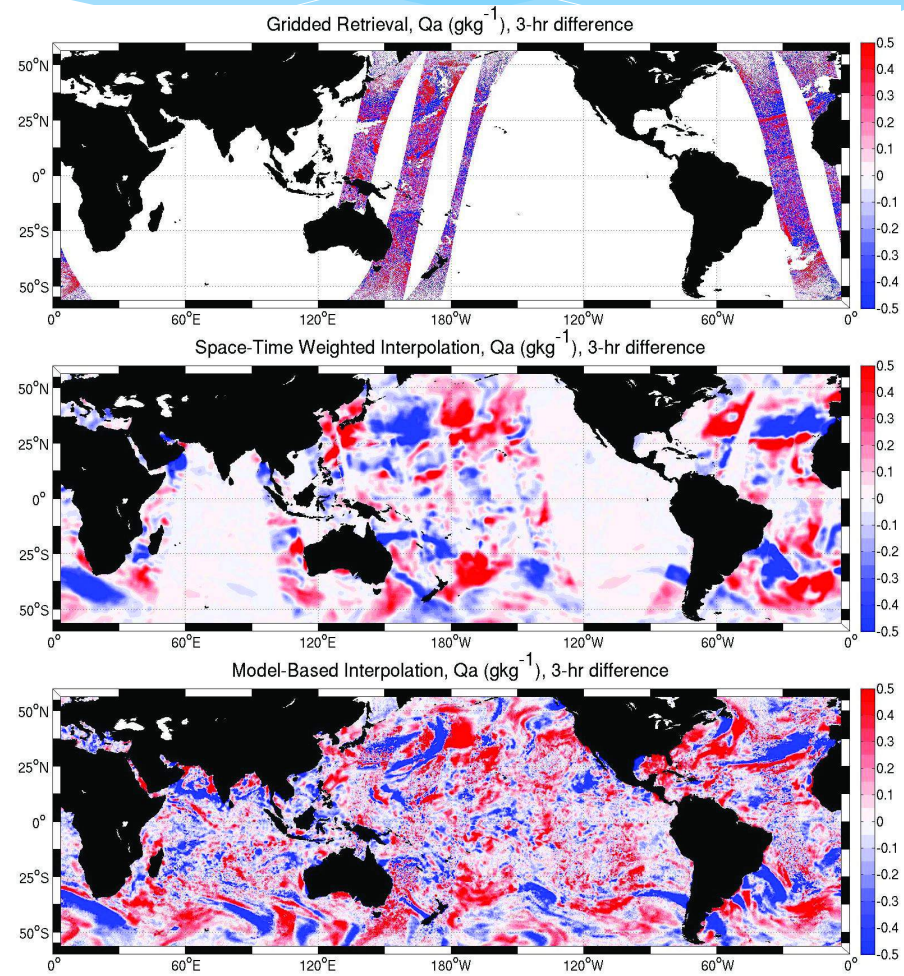 Gridded Retrieval, Qa (gkg-1), 3-hr difference
50°N
25°N
0°
25°S
50°S
0° 60°E 120°E 180°W 120°W 60°W 0°
0.5
0.4
0.3
0.2
0.1
0
-0.1
-0.2
-0.3
-0.4
-0.5
Space-Time Weighted Interpolation, Qa (gkg-1), 3-hr difference
50°N
25°N
0°
25°S
50°S
0° 60°E 120°E 180°W 120°W 60°W 0°
0.5
0.4
0.3
0.2
0.1
0
-0.1
-0.2
-0.3
-0.4
-0.5
Model-Based Interpolation, Qa (gkg-1), 3-hr difference
50°N
25°N
0°
25°S
50°S
0° 60°E 120°E 180°W 120°W 60°W 0°
0.5
0.4
0.3
0.2
0.1
0
-0.1
-0.2
-0.3
-0.4
-0.5